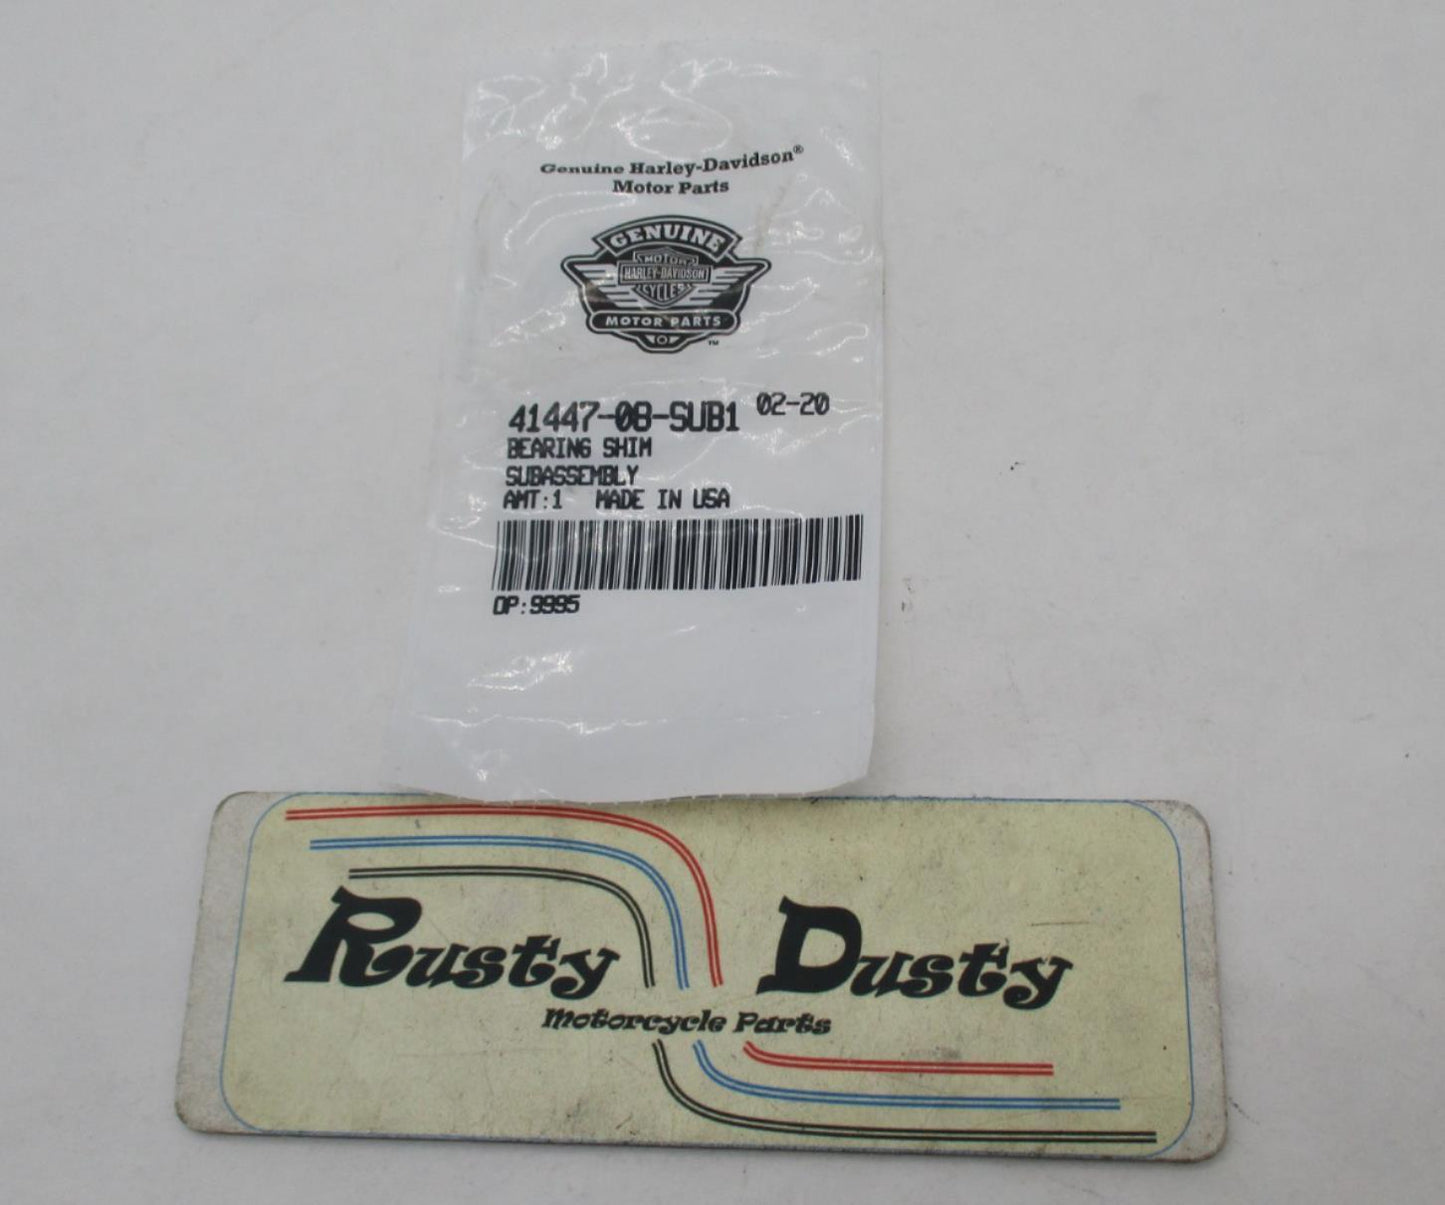 Genuine Harley-Davidson®
Motor Parts
GENUINE
MOTOR
HARLEY-DAVIDSON
CYCLES
MOTOR PARTS
™
41447-08-SUB1 02-20
BEARING SHIM
SUBASSEMBLY
AMT:1 MADE IN USA
OP:9995
Rusty Dusty
Motorcycle Parts